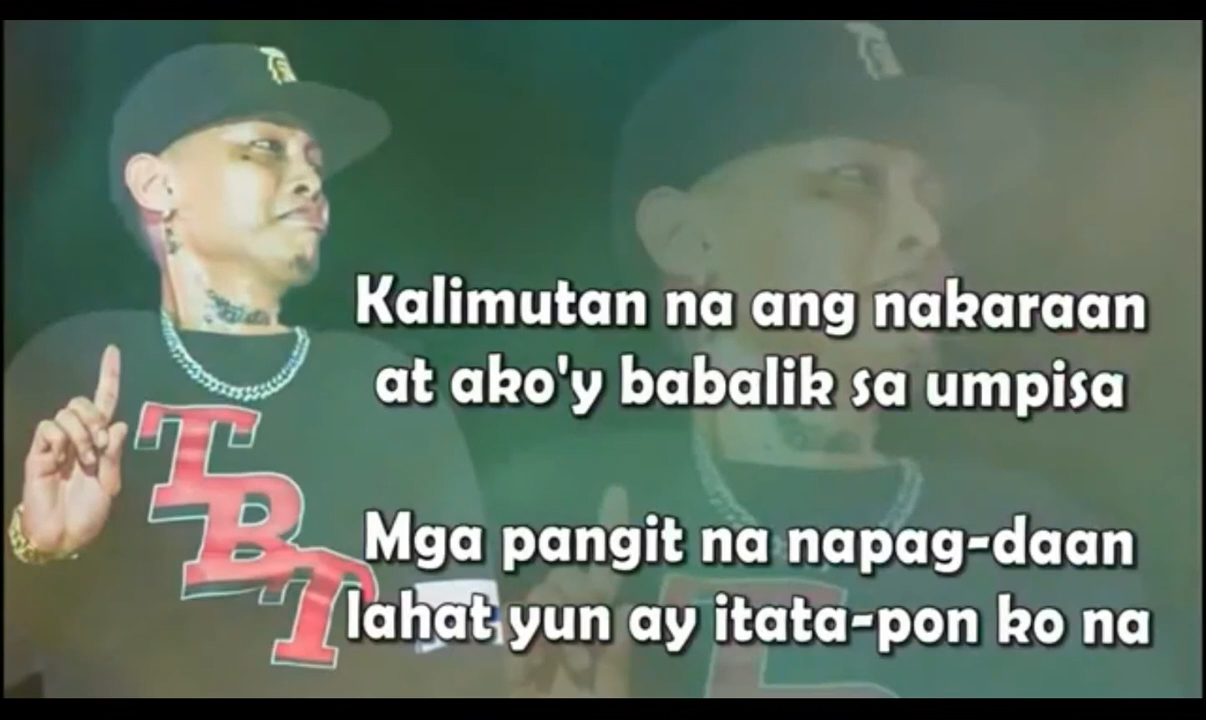 Kalimutan na ang nakaraan
at ako'y babalik sa umpisa
Mga pangit na napag-daan
lahat yun ay itata-pon ko na
TBT